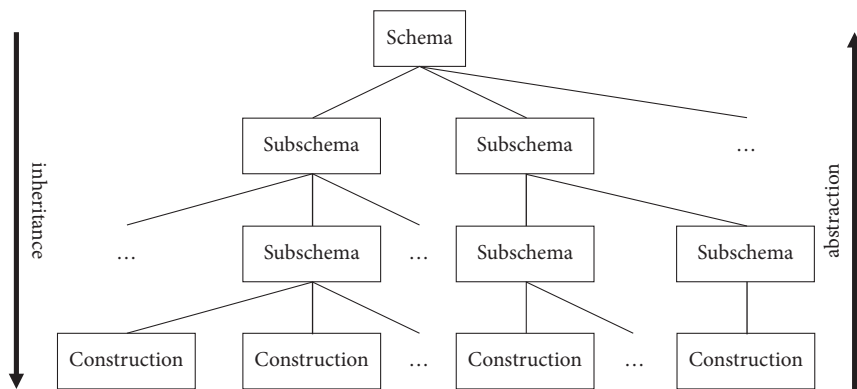 Schema
Subschema
Subschema
…
inheritance
abstraction
…
Subschema
…
Subschema
Subschema
Construction
Construction
…
Construction
…
Construction